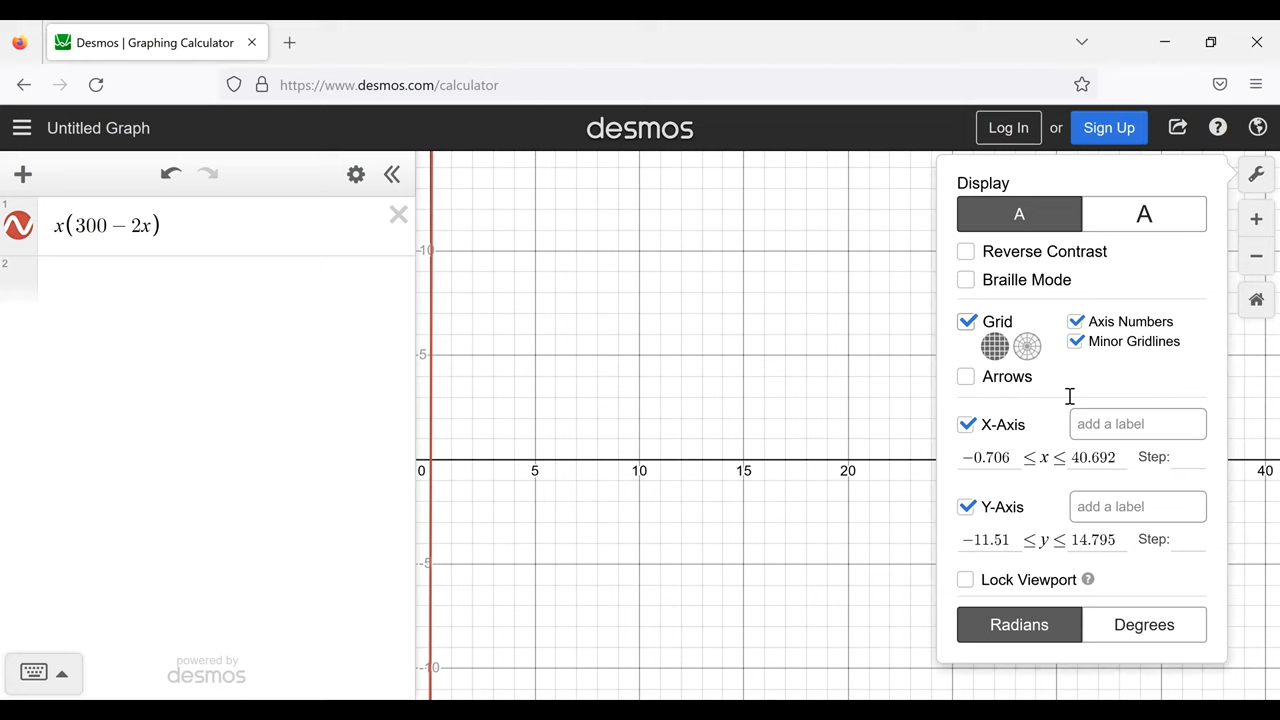 Desmos | Graphing Calculator
https://www.desmos.com/calculator
Untitled Graph
desmos
Log In or Sign Up
1
x(300 − 2x)
2
powered by
desmos
-10
-5
0 5 10 15 20 40
-5
-10
Display
A A
Reverse Contrast
Braille Mode
Grid
Axis Numbers
Minor Gridlines
Arrows
X-Axis add a label
−0.706 ≤ x ≤ 40.692 Step:
Y-Axis add a label
−11.51 ≤ y ≤ 14.795 Step:
Lock Viewport ?
Radians Degrees